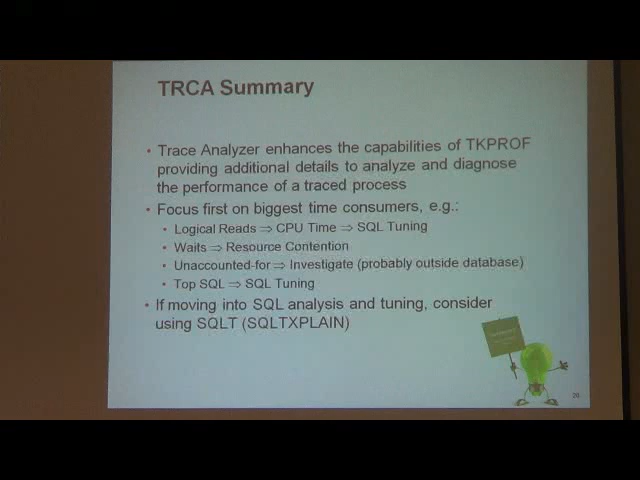 TRCA Summary
• Trace Analyzer enhances the capabilities of TKPROF
providing additional details to analyze and diagnose
the performance of a traced process
• Focus first on biggest time consumers, e.g.:
• Logical Reads ⇒ CPU Time ⇒ SQL Tuning
• Waits ⇒ Resource Contention
• Unaccounted-for ⇒ Investigate (probably outside database)
• Top SQL ⇒ SQL Tuning
• If moving into SQL analysis and tuning, consider
using SQLT (SQLTXPLAIN)